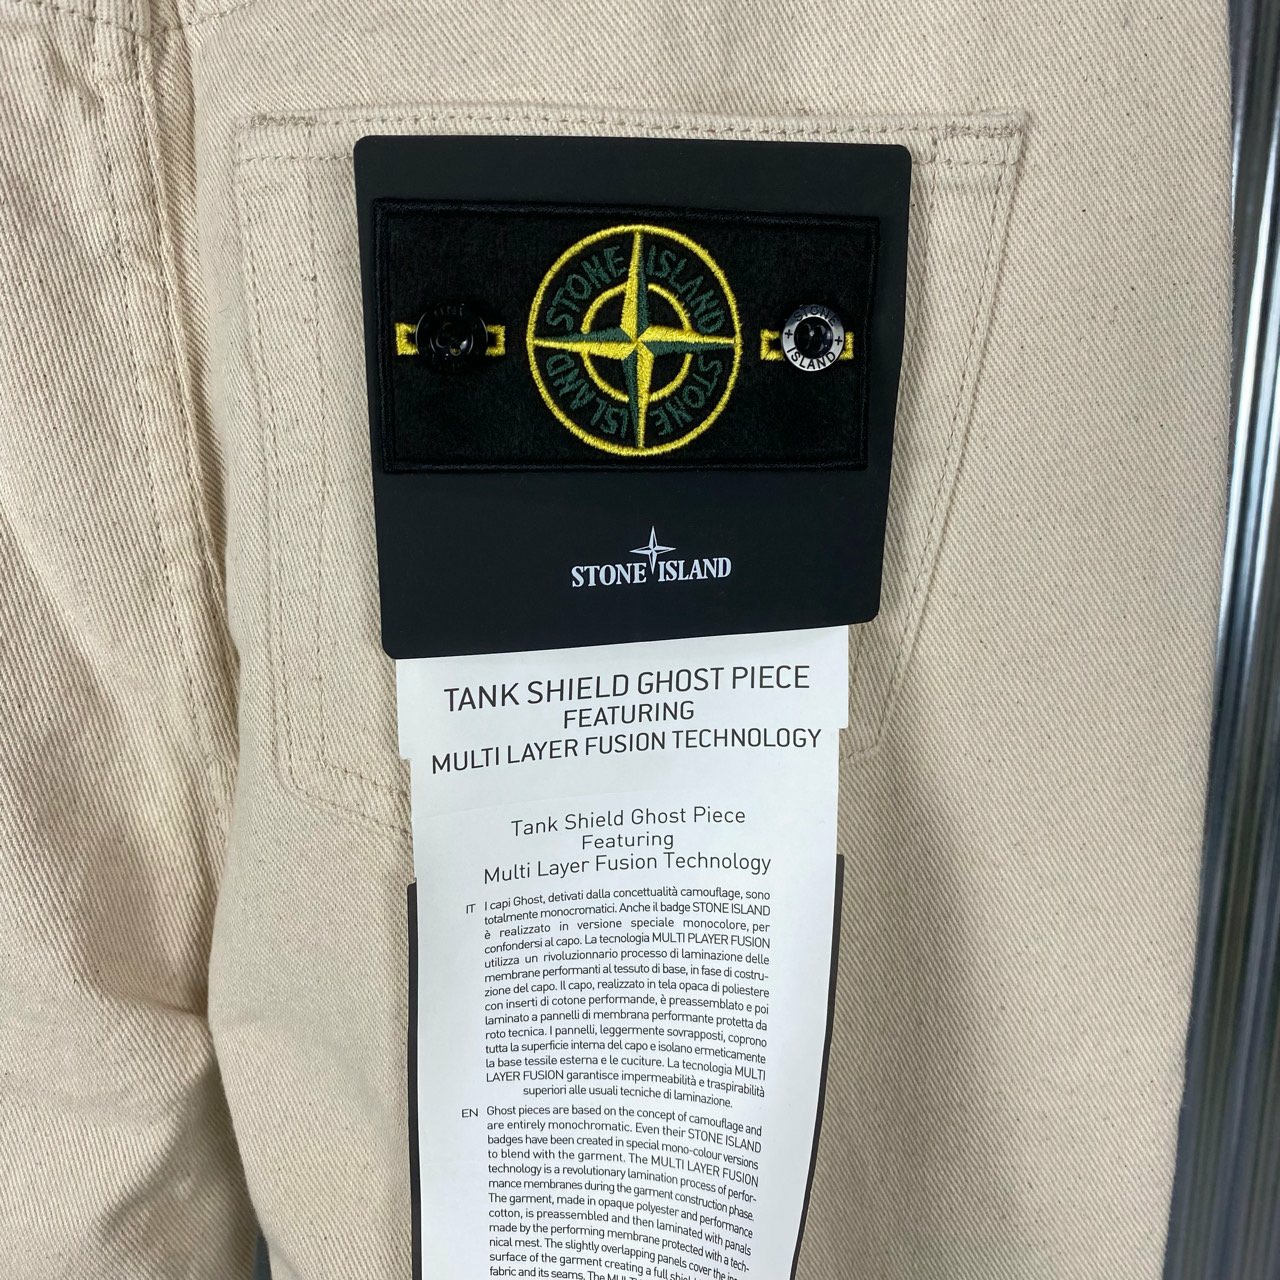 STONE ISLAND STONE ISLAND
STONE ISLAND
STONE ISLAND
TANK SHIELD GHOST PIECE
FEATURING
MULTI LAYER FUSION TECHNOLOGY
Tank Shield Ghost Piece
Featuring
Multi Layer Fusion Technology
IT I capi Ghost, detivati dalla concettualità camouflage, sono
totalmente monocromatici. Anche il badge STONE ISLAND
è realizzato in versione speciale monocolore, per
confondersi al capo. La tecnologia MULTI PLAYER FUSION
utilizza un rivoluzionnario processo di laminazione delle
membrane performanti al tessuto di base, in fase di costru-
zione del capo. Il capo, realizzato in tela opaca di poliestere
con inserti di cotone performande, è preassemblato e poi
laminato a pannelli di membrana performante protetta da
roto tecnica. I pannelli, leggermente sovrapposti, coprono
tutta la superficie interna del capo e isolano ermeticamente
la base tessile esterna e le cuciture. La tecnologia MULTI
LAYER FUSION garantisce impermeabilità e traspirabilità
superiori alle usuali tecniche di laminazione.
EN Ghost pieces are based on the concept of camouflage and
are entirely monochromatic. Even their STONE ISLAND
badges have been created in special mono-colour versions
to blend with the garment. The MULTI LAYER FUSION
technology is a revolutionary lamination process of perfor-
mance membranes during the garment construction phase.
The garment, made in opaque polyester and performance
cotton, is preassembled and then laminated with panals
made by the performing membrane protected with a tech-
nical mest. The slightly overlapping panels cover the
surface of the garment creating a full
fabric and its seams. The